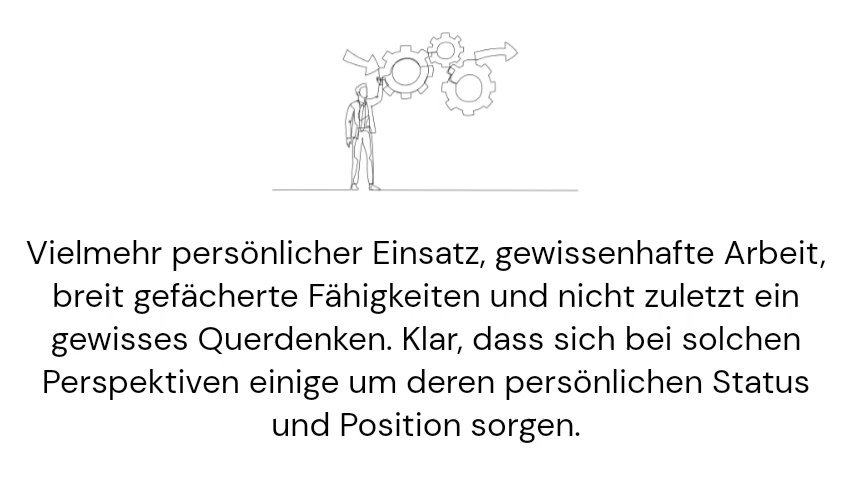 Vielmehr persönlicher Einsatz, gewissenhafte Arbeit,
breit gefächerte Fähigkeiten und nicht zuletzt ein
gewisses Querdenken. Klar, dass sich bei solchen
Perspektiven einige um deren persönlichen Status
und Position sorgen.